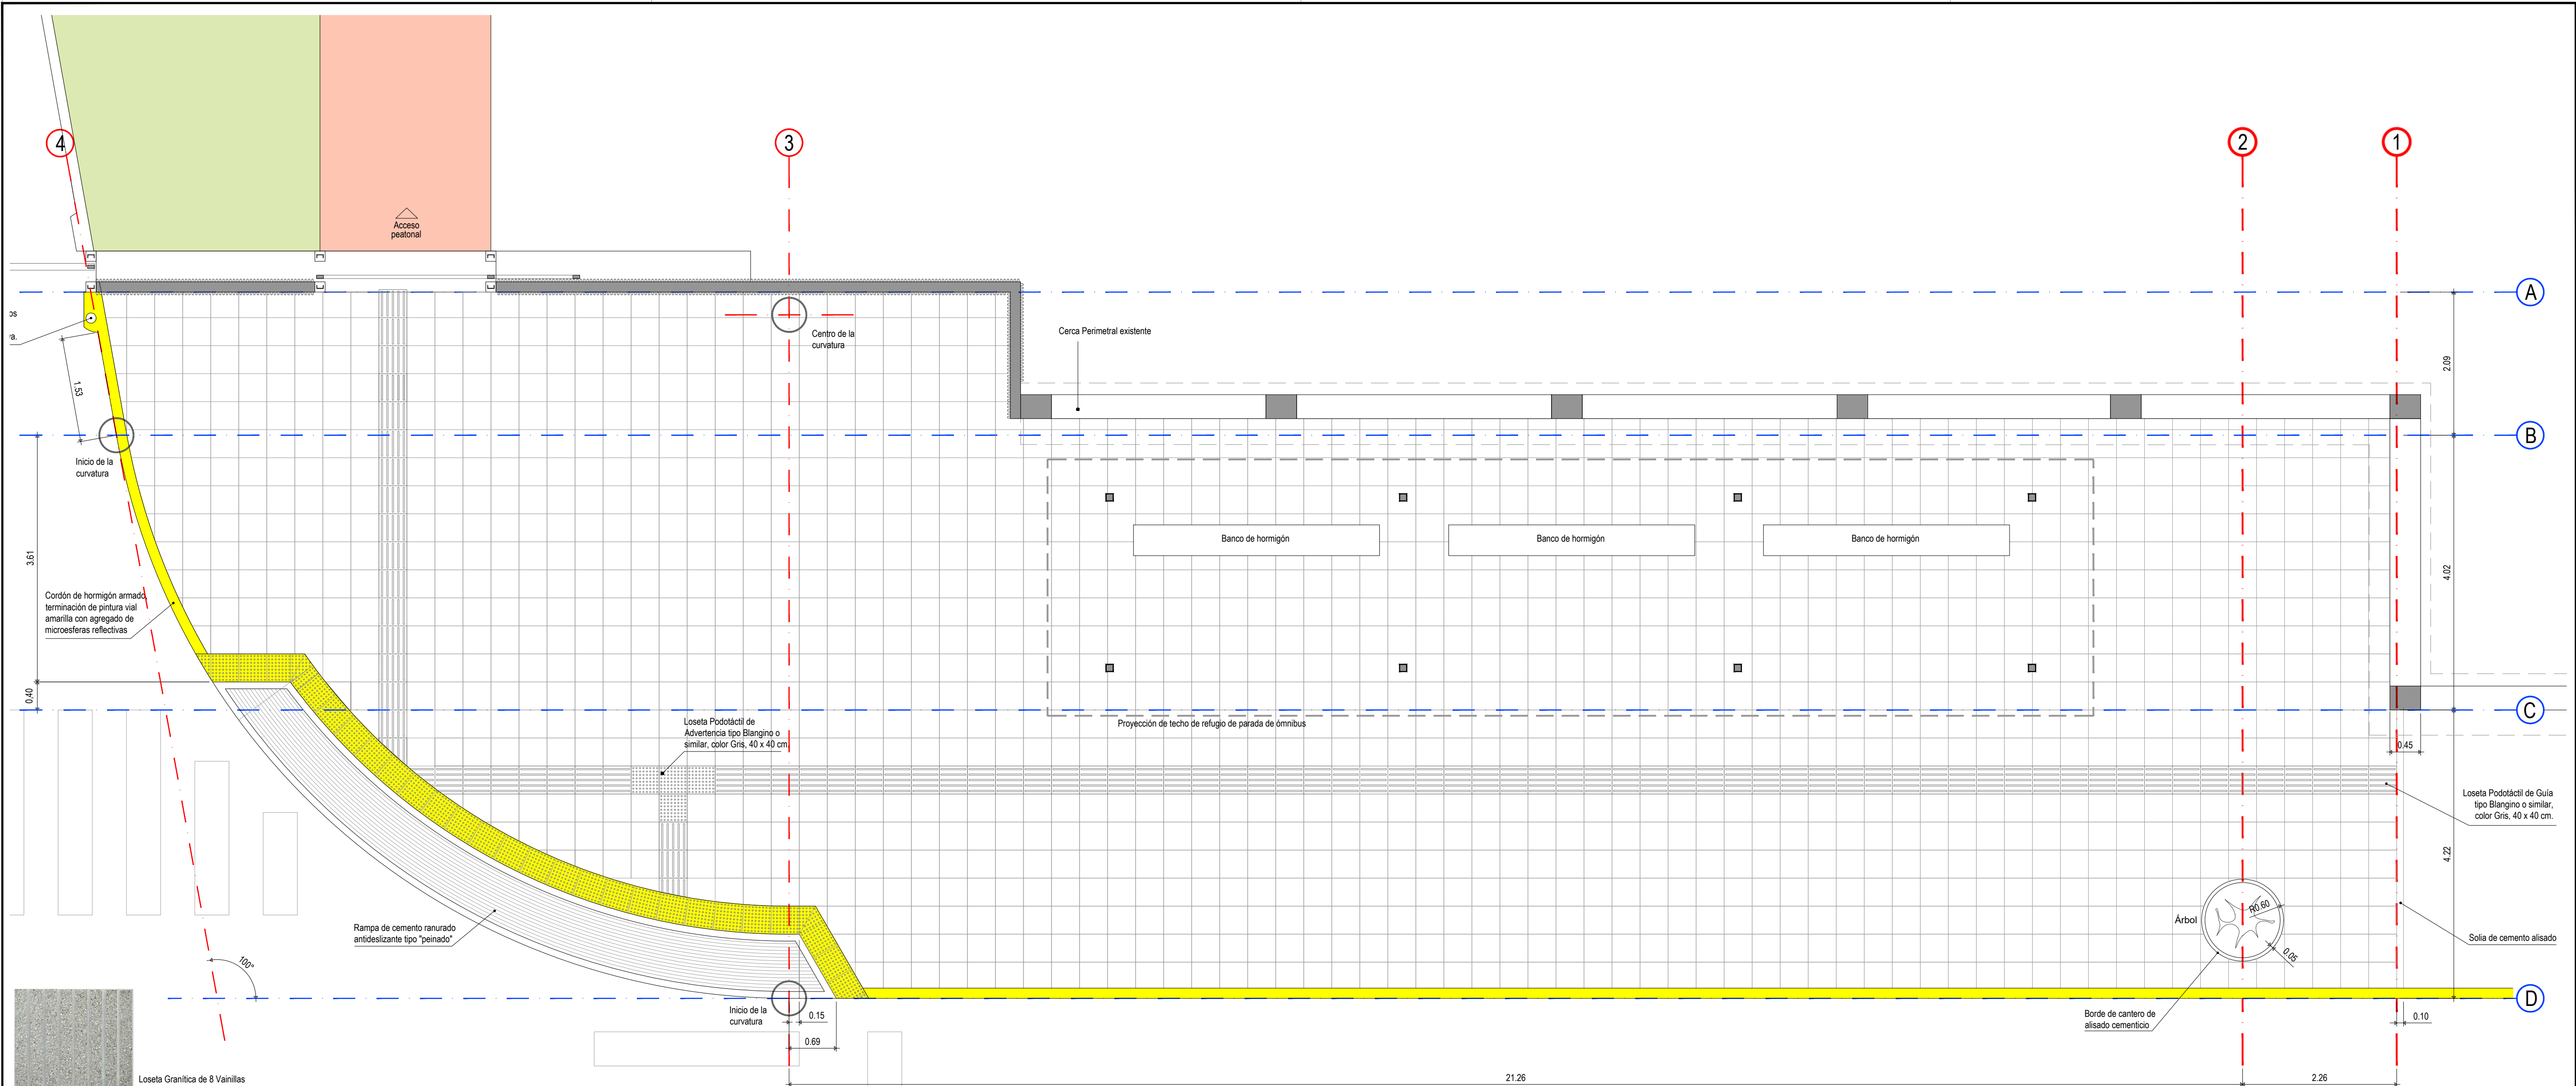 4
3
2
1
Acceso
peatonal
A
os
Centro de la
curvatura
Cerca Perimetral existente
2.09
1.53
B
Inicio de la
curvatura
Banco de hormigón
Banco de hormigón
Banco de hormigón
3.61
4.02
Cordón de hormigón armado,
terminación de pintura vial
amarilla con agregado de
microesferas reflectivas
0.40
C
Loseta Podotáctil de
Advertencia tipo Blangino o
similar, color Gris, 40 x 40 cm.
Proyección de techo de refugio de parada de ómnibus
0.45
Loseta Podotáctil de Guía
tipo Blangino o similar,
color Gris, 40 x 40 cm.
4.22
Árbol
R0.60
0.05
Rampa de cemento ranurado
antideslizante tipo "peinado"
Solia de cemento alisado
100°
D
Inicio de la
curvatura
0.15
0.69
Borde de cantero de
alisado cementicio
0.10
Loseta Granítica de 8 Vainillas
21.26
2.26